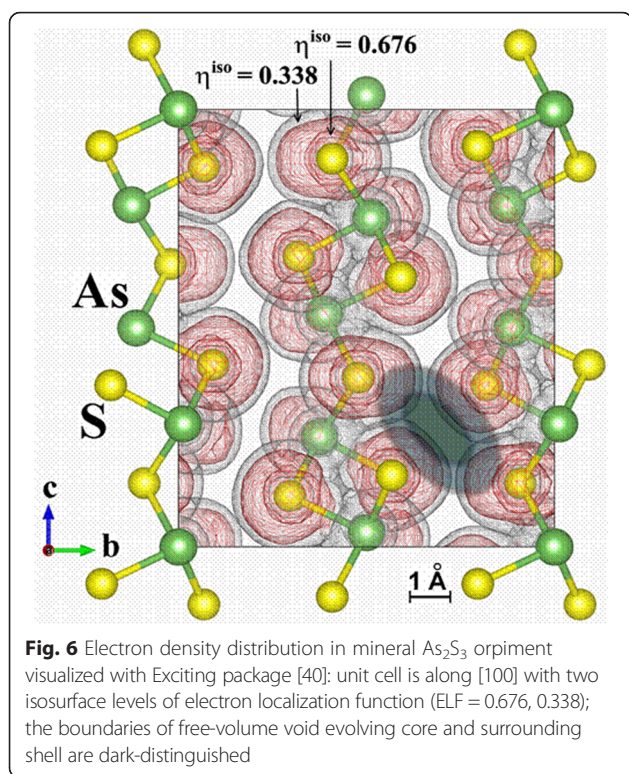 η^iso = 0.676
η^iso = 0.338
As
S
c
b
a
1 Å
Fig. 6 Electron density distribution in mineral As₂S₃ orpiment
visualized with Exciting package [40]: unit cell is along [100] with two
isosurface levels of electron localization function (ELF = 0.676, 0.338);
the boundaries of free-volume void evolving core and surrounding
shell are dark-distinguished